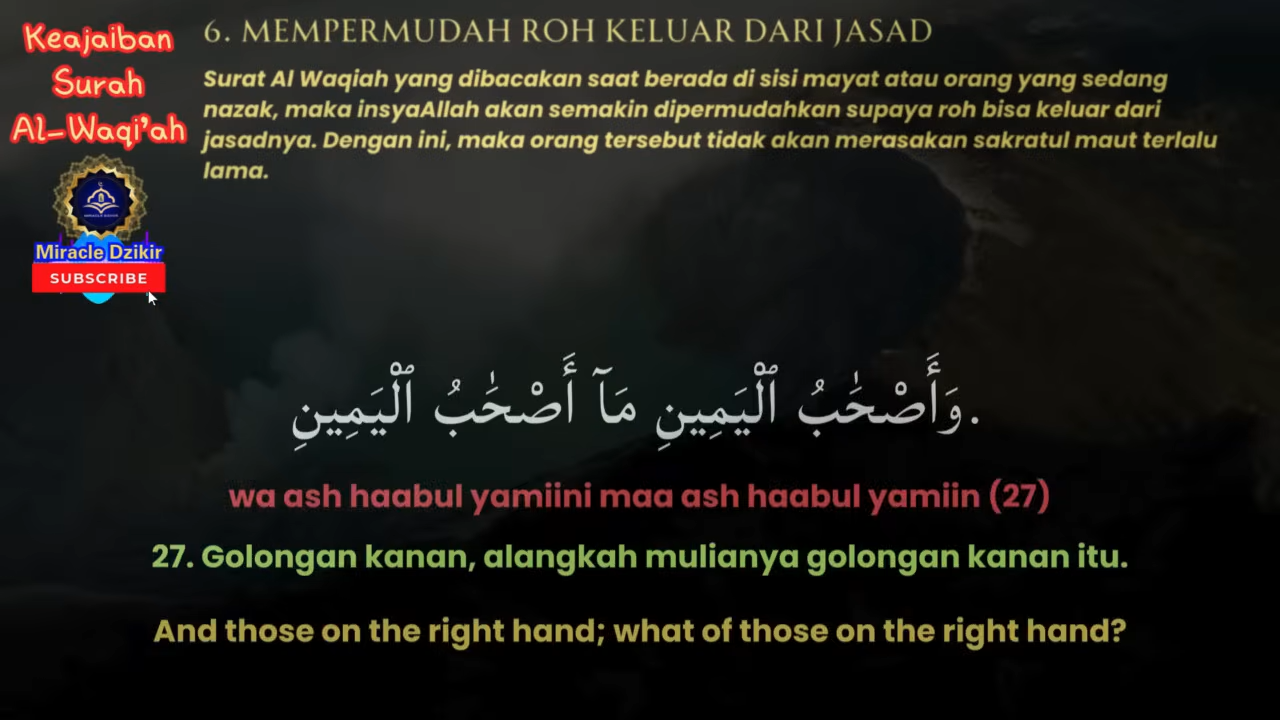 Keajaiban
Surah
Al-Waqi'ah
Miracle Dzikir
SUBSCRIBE
6. MEMPERMUDAH ROH KELUAR DARI JASAD
Surat Al Waqiah yang dibacakan saat berada di sisi mayat atau orang yang sedang
nazak, maka insyaAllah akan semakin dipermudahkan supaya roh bisa keluar dari
jasadnya. Dengan ini, maka orang tersebut tidak akan merasakan sakratul maut terlalu
lama.
وَأَصْحَٰبُ ٱلْيَمِينِ مَآ أَصْحَٰبُ ٱلْيَمِينِ.
wa ash haabul yamiini maa ash haabul yamiin (27)
27. Golongan kanan, alangkah mulianya golongan kanan itu.
And those on the right hand; what of those on the right hand?